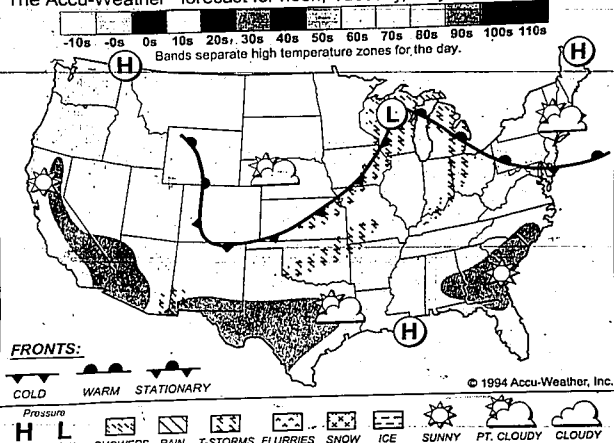 The Accu-Weather® forecast for noon,
-10s -0s 0s 10s 20s 30s 40s 50s 60s 70s 80s 90s 100s 110s
Bands separate high temperature zones for the day.
H
H
L
H
FRONTS:
COLD WARM STATIONARY
© 1994 Accu-Weather, Inc.
Pressure
H L
SHOWERS RAIN T-STORMS FLURRIES SNOW ICE SUNNY PT. CLOUDY CLOUDY